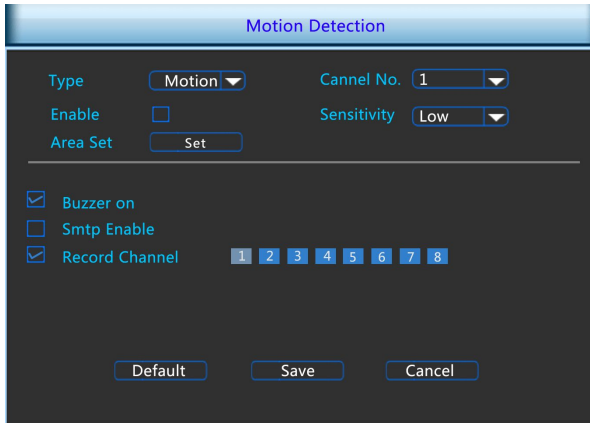 Motion Detection
Type Motion Cannel No. 1
Enable Sensitivity Low
Area Set Set
Buzzer on
Smtp Enable
Record Channel 1 2 3 4 5 6 7 8
Default Save Cancel